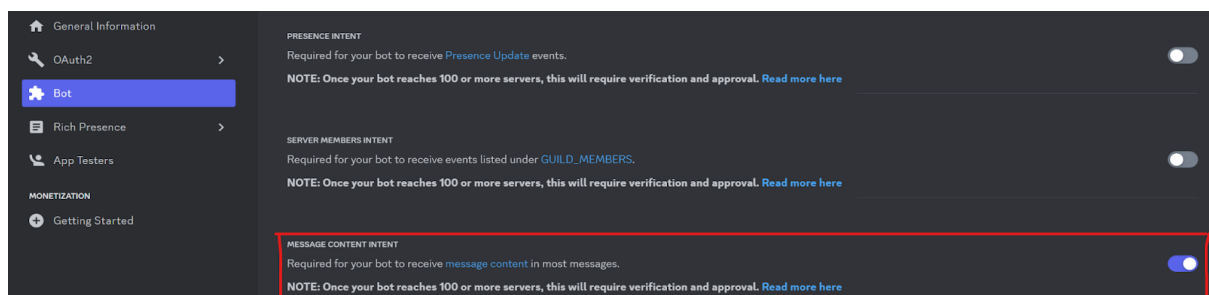 General Information
OAuth2
Bot
Rich Presence
App Testers
MONETIZATION
Getting Started
PRESENCE INTENT
Required for your bot to receive Presence Update events.
NOTE: Once your bot reaches 100 or more servers, this will require verification and approval. Read more here
SERVER MEMBERS INTENT
Required for your bot to receive events listed under GUILD_MEMBERS.
NOTE: Once your bot reaches 100 or more servers, this will require verification and approval. Read more here
MESSAGE CONTENT INTENT
Required for your bot to receive message content in most messages.
NOTE: Once your bot reaches 100 or more servers, this will require verification and approval. Read more here